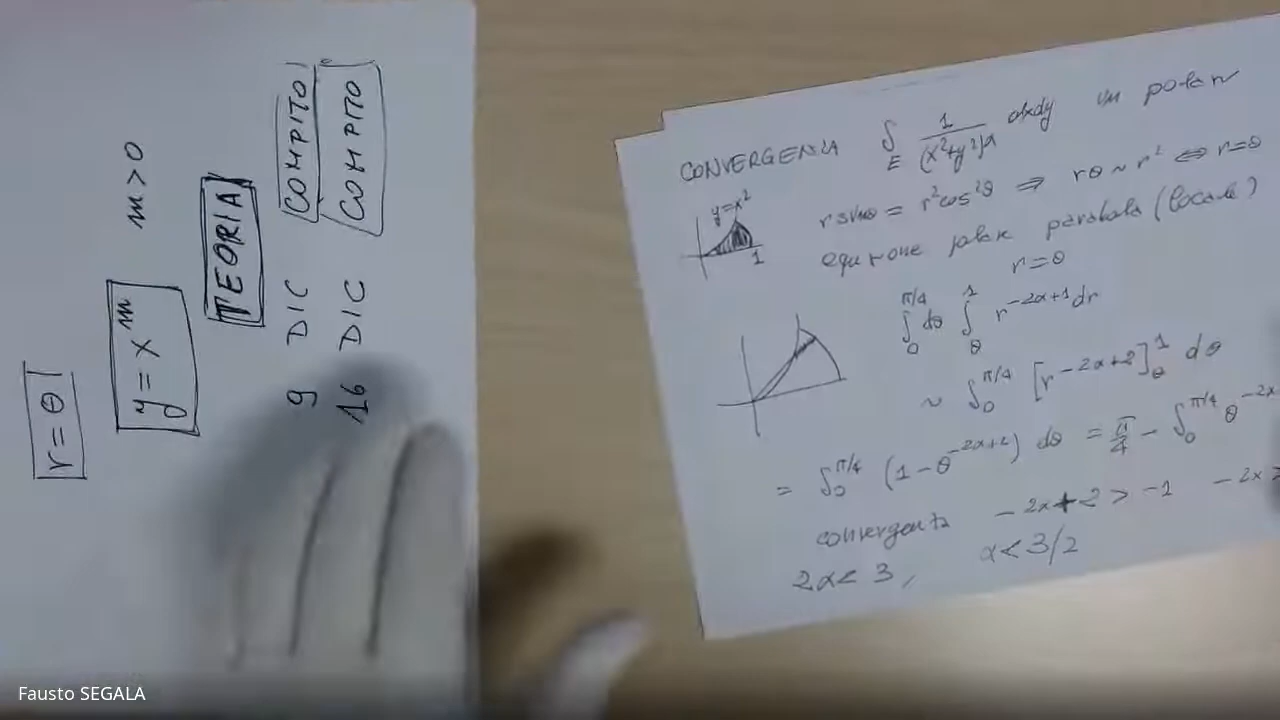 r = θ
y = x^m m > 0
TEORIA
9 DIC COMPITO
16 DIC COMPITO
CONVERGENZA ∫_E 1/(x²+y²)^α dxdy in polari
y=x²
1
r sinθ = r²cos²θ ⇒ rθ ~ r² ⇔ r=θ
equazione polare parabola (locale)
r=θ
∫_0^{π/4} dθ ∫_θ^1 r^{-2α+1} dr
~ ∫_0^{π/4} [r^{-2α+2}]_θ^1 dθ
= ∫_0^{π/4} (1-θ^{-2α+2}) dθ = π/4 - ∫_0^{π/4} θ^{-2α
convergenza -2α+2 > -1 -2α >
2α < 3, α < 3/2
Fausto SEGALA